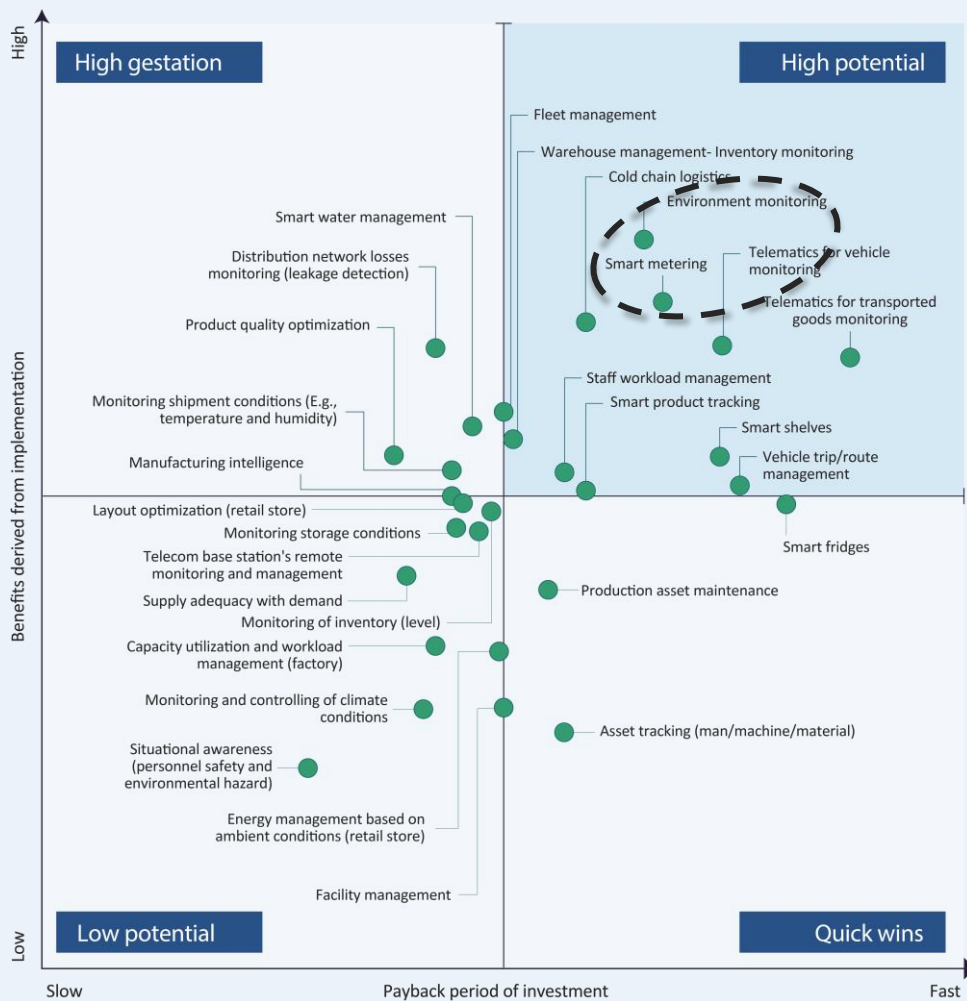 High
High gestation
High potential
Fleet management
Warehouse management- Inventory monitoring
Cold chain logistics
Environment monitoring
Smart water management
Distribution network losses
monitoring (leakage detection)
Smart metering
Telematics for vehicle
monitoring
Telematics for transported
goods monitoring
Product quality optimization
Staff workload management
Monitoring shipment conditions (E.g.,
temperature and humidity)
Smart product tracking
Smart shelves
Manufacturing intelligence
Vehicle trip/route
management
Benefits derived from implementation
Layout optimization (retail store)
Monitoring storage conditions
Smart fridges
Telecom base station's remote
monitoring and management
Supply adequacy with demand
Production asset maintenance
Monitoring of inventory (level)
Capacity utilization and workload
management (factory)
Monitoring and controlling of climate
conditions
Asset tracking (man/machine/material)
Situational awareness
(personnel safety and
environmental hazard)
Energy management based on
ambient conditions (retail store)
Facility management
Low
Low potential
Quick wins
Slow
Payback period of investment
Fast